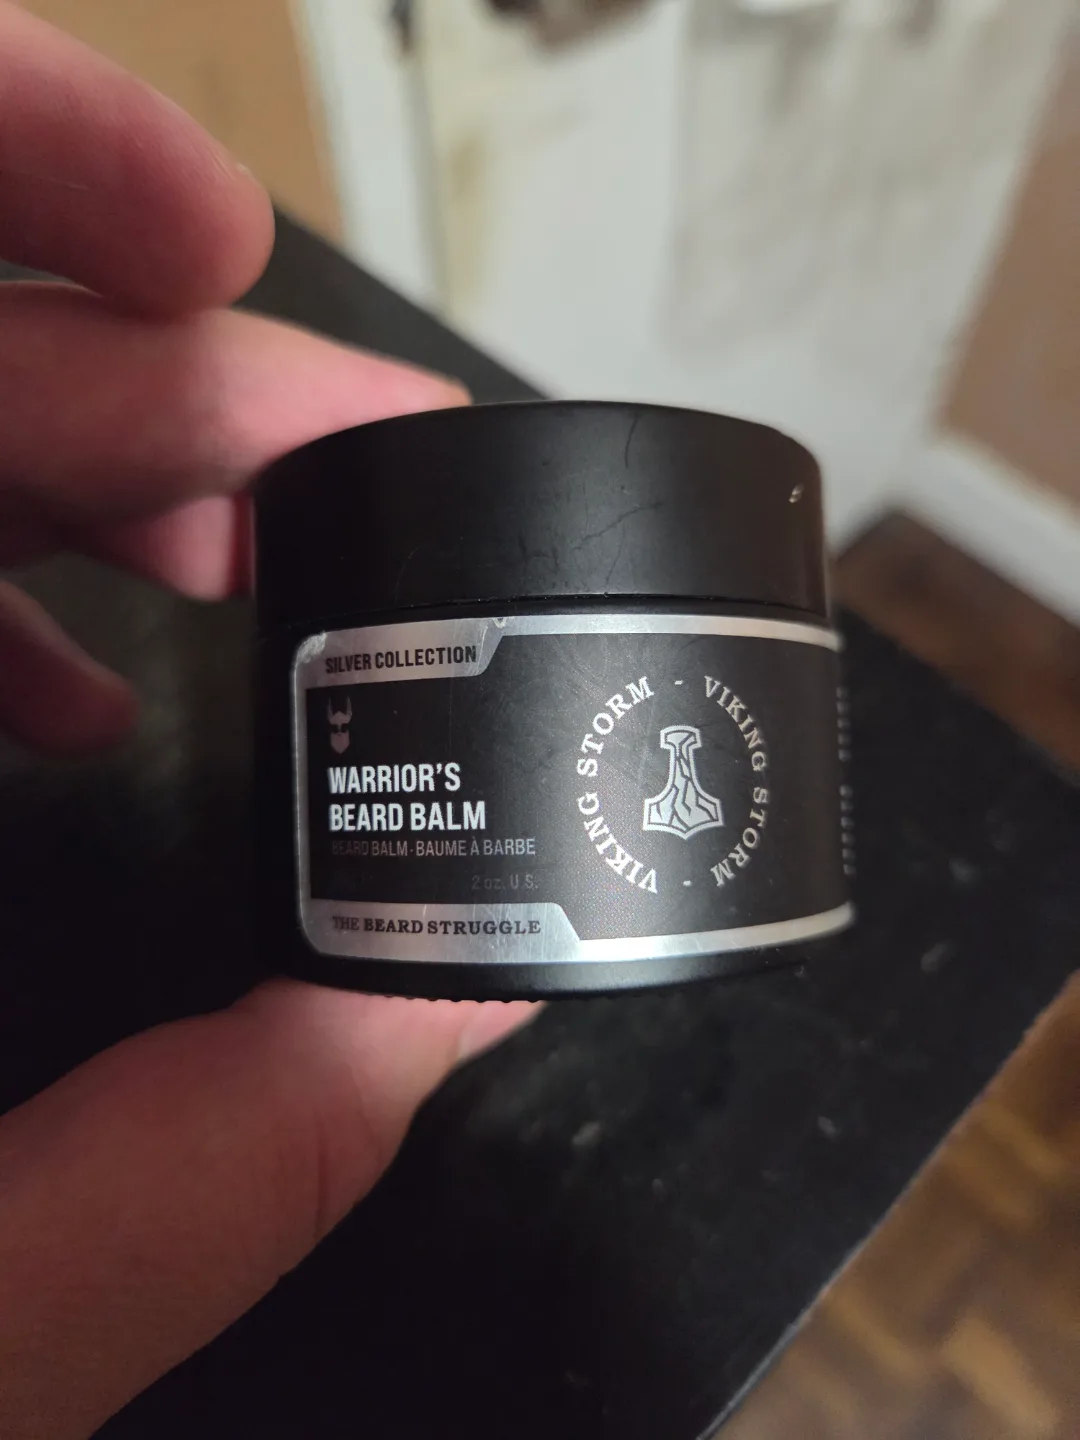 SILVER COLLECTION
WARRIOR'S
BEARD BALM
BEARD BALM - BAUME À BARBE
2 oz. U.S.
THE BEARD STRUGGLE
VIKING STORM - VIKING STORM -